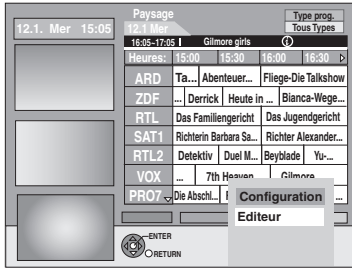 Paysage Type prog.
12.1. Mer 15:05 12.1 Mer Tous Types
16:05-17:05 Gilmore girls
Heures: 15:00 15:30 16:00 16:30
ARD Ta... Abenteuer... Fliege-Die Talkshow
ZDF ... Derrick Heute in ... Bianca-Wege...
RTL Das Familiengericht Das Jugendgericht
SAT1 Richterin Barbara Sa... Richter Alexander...
RTL2 Detektiv Duel M... Beyblade Yu-...
VOX ... 7th Heaven Gilmore
PRO7 Die Abschl... ...
Configuration
Editeur
ENTER
RETURN